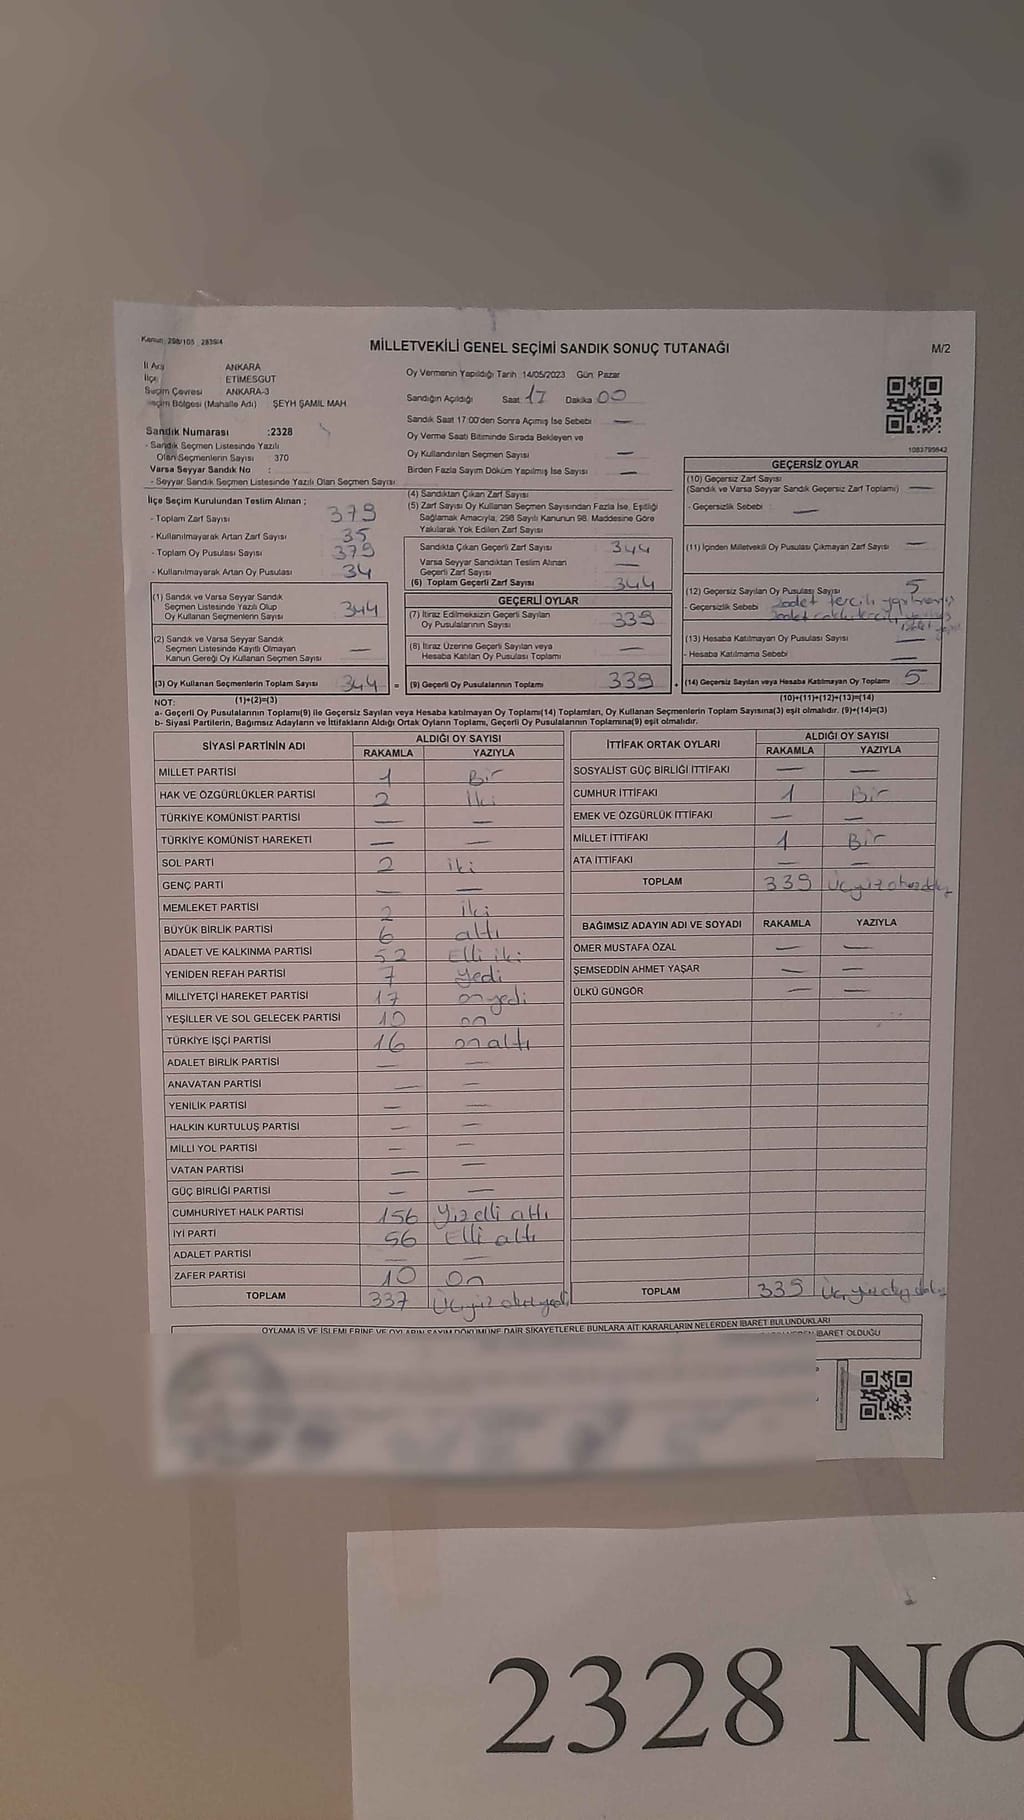 Kanun: 298/105 2839/4
MİLLETVEKİLİ GENEL SEÇİMİ SANDIK SONUÇ TUTANAĞI
M/2
İl Adı ANKARA
İlçe ETİMESGUT
Seçim Çevresi ANKARA-3
Seçim Bölgesi (Mahalle Adı) ŞEYH ŞAMİL MAH.
Sandık Numarası :2328
- Sandık Seçmen Listesinde Yazılı
Olan Seçmenlerin Sayısı : 370
Varsa Seyyar Sandık No :
- Seyyar Sandık Seçmen Listesinde Yazılı Olan Seçmen Sayısı
Oy Vermenin Yapıldığı Tarih 14/05/2023 Gün: Pazar
Sandığın Açıldığı Saat 17 Dakika 00
Sandık Saat 17:00'den Sonra Açılmış İse Sebebi —
Oy Verme Saati Bitiminde Sırada Bekleyen ve
Oy Kullandırılan Seçmen Sayısı —
Birden Fazla Sayım Döküm Yapılmış İse Sayısı —
1083799842
İlçe Seçim Kurulundan Teslim Alınan ;
- Toplam Zarf Sayısı 379
- Kullanılmayarak Artan Zarf Sayısı 35
- Toplam Oy Pusulası Sayısı 379
- Kullanılmayarak Artan Oy Pusulası 34
(1) Sandık ve Varsa Seyyar Sandık
Seçmen Listesinde Yazılı Olup
Oy Kullanan Seçmenlerin Sayısı 344
(2) Sandık ve Varsa Seyyar Sandık
Seçmen Listesinde Kayıtlı Olmayan
Kanun Gereği Oy Kullanan Seçmen Sayısı —
(3) Oy Kullanan Seçmenlerin Toplam Sayısı 344
(4) Sandıktan Çıkan Zarf Sayısı
(5) Zarf Sayısı Oy Kullanan Seçmen Sayısından Fazla İse, Eşitliği
Sağlamak Amacıyla, 298 Sayılı Kanunun 98. Maddesine Göre
Yakılarak Yok Edilen Zarf Sayısı
Sandıkta Çıkan Geçerli Zarf Sayısı 344
Varsa Seyyar Sandıktan Teslim Alınan
Geçerli Zarf Sayısı —
(6) Toplam Geçerli Zarf Sayısı 344
GEÇERLİ OYLAR
(7) İtiraz Edilmeksizin Geçerli Sayılan
Oy Pusulalarının Sayısı 339
(8) İtiraz Üzerine Geçerli Sayılan veya
Hesaba Katılan Oy Pusulası Toplamı —
= (9) Geçerli Oy Pusulalarının Toplamı 339
GEÇERSİZ OYLAR
(10) Geçersiz Zarf Sayısı
(Sandık ve Varsa Seyyar Sandık Geçersiz Zarf Toplamı) —
- Geçersizlik Sebebi —
(11) İçinden Milletvekili Oy Pusulası Çıkmayan Zarf Sayısı —
(12) Geçersiz Sayılan Oy Pusulası Sayısı 5
- Geçersizlik Sebebi adet tercih yapılmamış
(13) Hesaba Katılmayan Oy Pusulası Sayısı —
- Hesaba Katılmama Sebebi —
+ (14) Geçersiz Sayılan veya Hesaba Katılmayan Oy Toplamı 5
NOT: (1)+(2)=(3) (10)+(11)+(12)+(13)=(14)
a- Geçerli Oy Pusulalarının Toplamı(9) ile Geçersiz Sayılan veya Hesaba katılmayan Oy Toplamı(14) Toplamları, Oy Kullanan Seçmenlerin Toplam Sayısına(3) eşit olmalıdır. (9)+(14)=(3)
b- Siyasi Partilerin, Bağımsız Adayların ve İttifakların Aldığı Ortak Oyların Toplamı, Geçerli Oy Pusulalarının Toplamına(9) eşit olmalıdır.
SİYASİ PARTİNİN ADI ALDIĞI OY SAYISI
RAKAMLA YAZIYLA
MİLLET PARTİSİ 1 Bir
HAK VE ÖZGÜRLÜKLER PARTİSİ 2 İki
TÜRKİYE KOMÜNİST PARTİSİ — —
TÜRKİYE KOMÜNİST HAREKETİ — —
SOL PARTİ 2 iki
GENÇ PARTİ — —
MEMLEKET PARTİSİ 2 iki
BÜYÜK BİRLİK PARTİSİ 6 altı
ADALET VE KALKINMA PARTİSİ 52 Elli iki
YENİDEN REFAH PARTİSİ 7 Yedi
MİLLİYETÇİ HAREKET PARTİSİ 17 onyedi
YEŞİLLER VE SOL GELECEK PARTİSİ 10 on
TÜRKİYE İŞÇİ PARTİSİ 16 onaltı
ADALET BİRLİK PARTİSİ — —
ANAVATAN PARTİSİ — —
YENİLİK PARTİSİ — —
HALKIN KURTULUŞ PARTİSİ — —
MİLLİ YOL PARTİSİ — —
VATAN PARTİSİ — —
GÜÇ BİRLİĞİ PARTİSİ — —
CUMHURİYET HALK PARTİSİ 156 Yüzelli altı
İYİ PARTİ 56 Elli altı
ADALET PARTİSİ — —
ZAFER PARTİSİ 10 On
TOPLAM 337 Üçyüz otuzyedi
İTTİFAK ORTAK OYLARI ALDIĞI OY SAYISI
RAKAMLA YAZIYLA
SOSYALİST GÜÇ BİRLİĞİ İTTİFAKI — —
CUMHUR İTTİFAKI 1 Bir
EMEK VE ÖZGÜRLÜK İTTİFAKI — —
MİLLET İTTİFAKI 1 Bir
ATA İTTİFAKI — —
TOPLAM 339 Üçyüzotuzdokuz
BAĞIMSIZ ADAYIN ADI VE SOYADI RAKAMLA YAZIYLA
ÖMER MUSTAFA ÖZAL — —
ŞEMSEDDİN AHMET YAŞAR — —
ÜLKÜ GÜNGÖR — —
TOPLAM 339 Üçyüzotuzdokuz
OYLAMA İŞ VE İŞLEMLERİNE VE OYLARIN SAYIM DÖKÜMÜNE DAİR ŞİKAYETLERLE BUNLARA AİT KARARLARIN NELERDEN İBARET BULUNDUKLARI
İBARET OLDUĞU
2328 NO